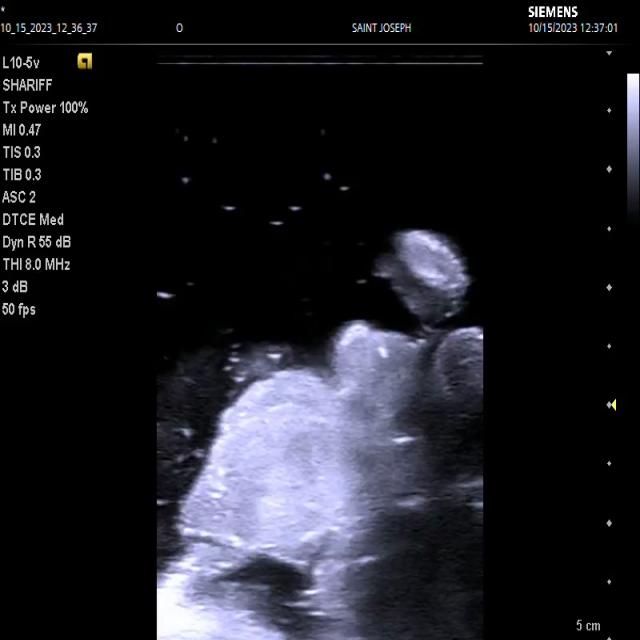 SIEMENS
10_15_2023_12_36_37 O SAINT JOSEPH 10/15/2023 12:37:01
L10-5v
SHARIFF
Tx Power 100%
MI 0.47
TIS 0.3
TIB 0.3
ASC 2
DTCE Med
Dyn R 55 dB
THI 8.0 MHz
3 dB
50 fps
5 cm